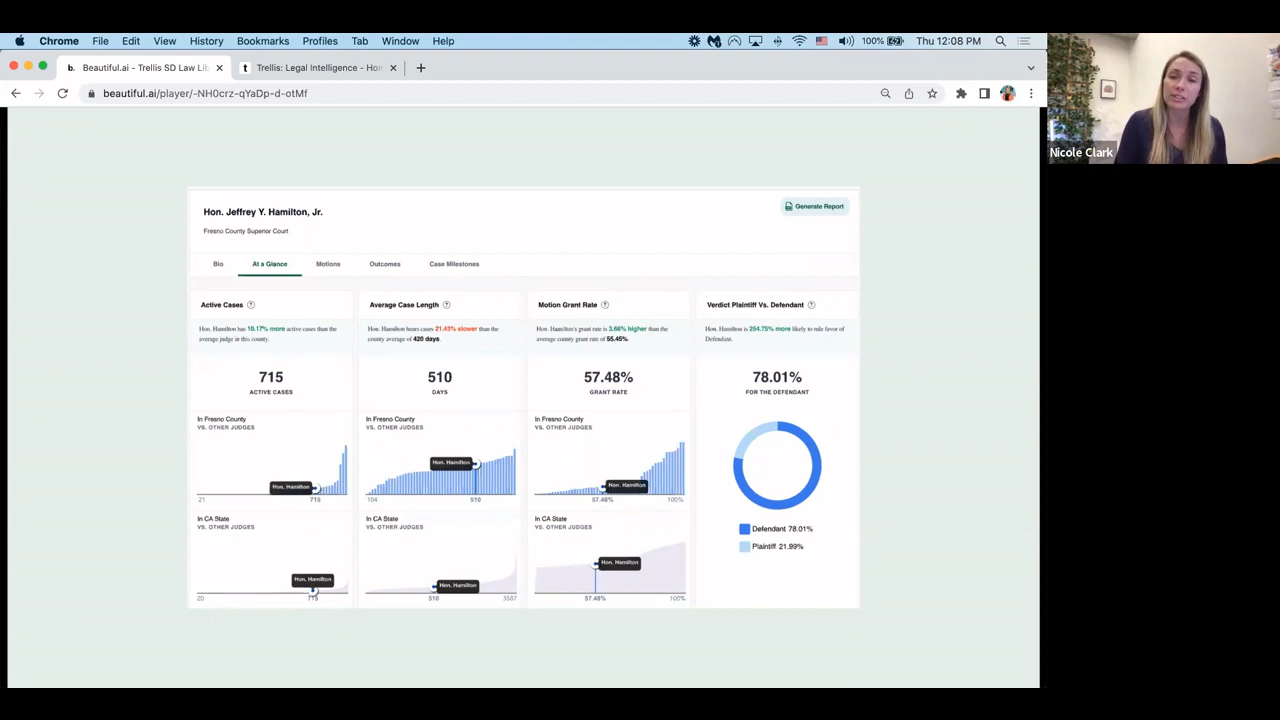 Chrome File Edit View History Bookmarks Profiles Tab Window Help 100% Thu 12:08 PM
b. Beautiful.ai - Trellis SD Law Lib
t Trellis: Legal Intelligence - Hon
beautiful.ai/player/-NH0crz-qYaDp-d-otMf
Nicole Clark
Hon. Jeffrey Y. Hamilton, Jr.
Generate Report
Fresno County Superior Court
Bio At a Glance Motions Outcomes Case Milestones
Active Cases ?
Hon. Hamilton has 10.17% more active cases than the
average judge in this county.
715
ACTIVE CASES
In Fresno County
VS. OTHER JUDGES
Hon. Hamilton
21 715
In CA State
VS. OTHER JUDGES
Hon. Hamilton
20 715
Average Case Length ?
Hon. Hamilton hears cases 21.43% slower than the
county average of 420 days.
510
DAYS
In Fresno County
VS. OTHER JUDGES
Hon. Hamilton
104 510
In CA State
VS. OTHER JUDGES
Hon. Hamilton
510 3587
Motion Grant Rate ?
Hon. Hamilton's grant rate is 3.66% higher than the
average county grant rate of 55.45%.
57.48%
GRANT RATE
In Fresno County
VS. OTHER JUDGES
Hon. Hamilton
57.48% 100%
In CA State
VS. OTHER JUDGES
Hon. Hamilton
57.48% 100%
Verdict Plaintiff Vs. Defendant ?
Hon. Hamilton is 254.75% more likely to rule favor of
Defendant.
78.01%
FOR THE DEFENDANT
Defendant 78.01%
Plaintiff 21.99%